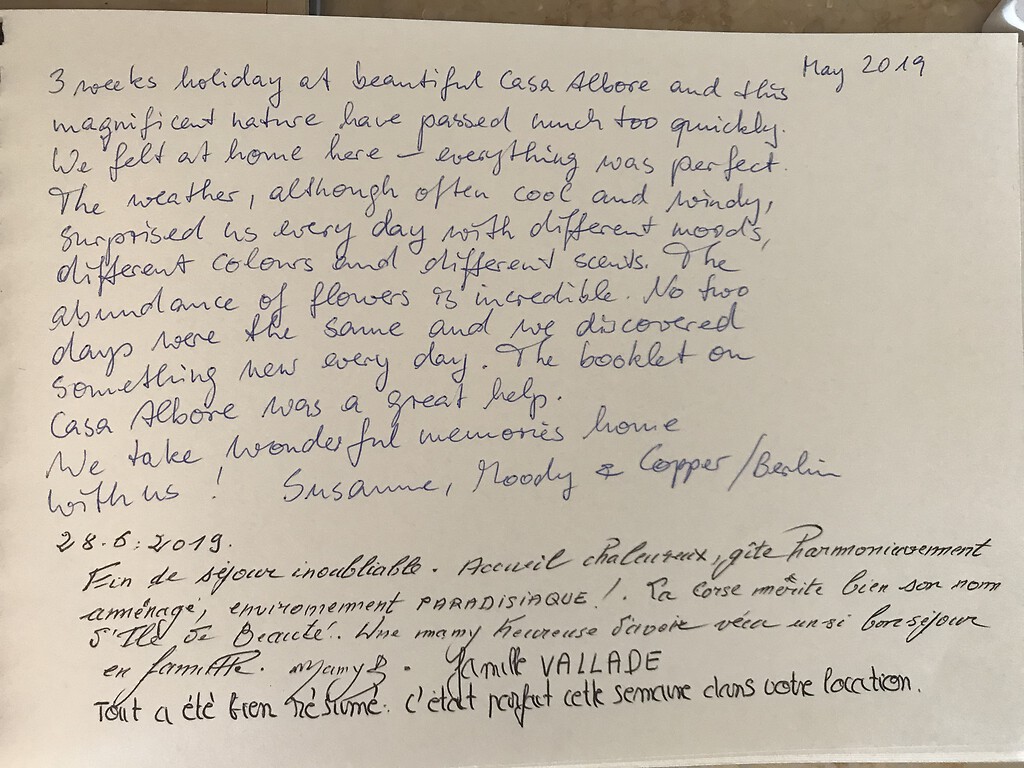 May 2019
3 weeks holiday at beautiful Casa Albore and this
magnificent nature have passed much too quickly.
We felt at home here – everything was perfect.
The weather, although often cool and windy,
surprised us every day with different moods,
different colours and different scents. The
abundance of flowers is incredible. No two
days were the same and we discovered
something new every day. The booklet on
Casa Albore was a great help.
We take wonderful memories home
with us ! Susanne, Moody & Copper / Berlin
28.6.2019.
Fin de séjour inoubliable. Accueil chaleureux, gîte harmonieusement
amménagé, environnement PARADISIAQUE !. La Corse mérite bien son nom
d'Ile de Beauté. Une mamy heureuse d'avoir vécu un si bon séjour
en famille. Mamy . famille VALLADE
Tout a été bien résumé. c'était parfait cette semaine dans votre location.